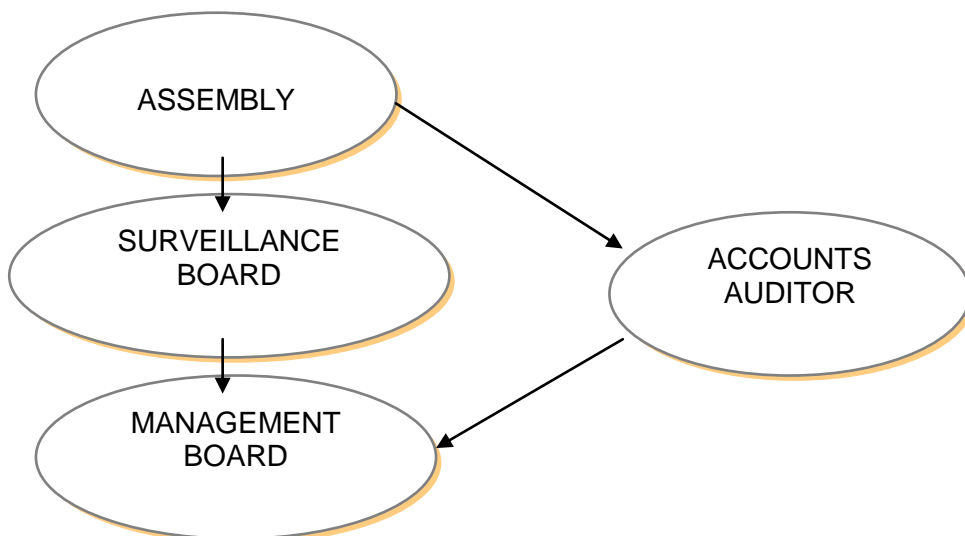 ASSEMBLY
SURVEILLANCE
BOARD
ACCOUNTS
AUDITOR
MANAGEMENT
BOARD